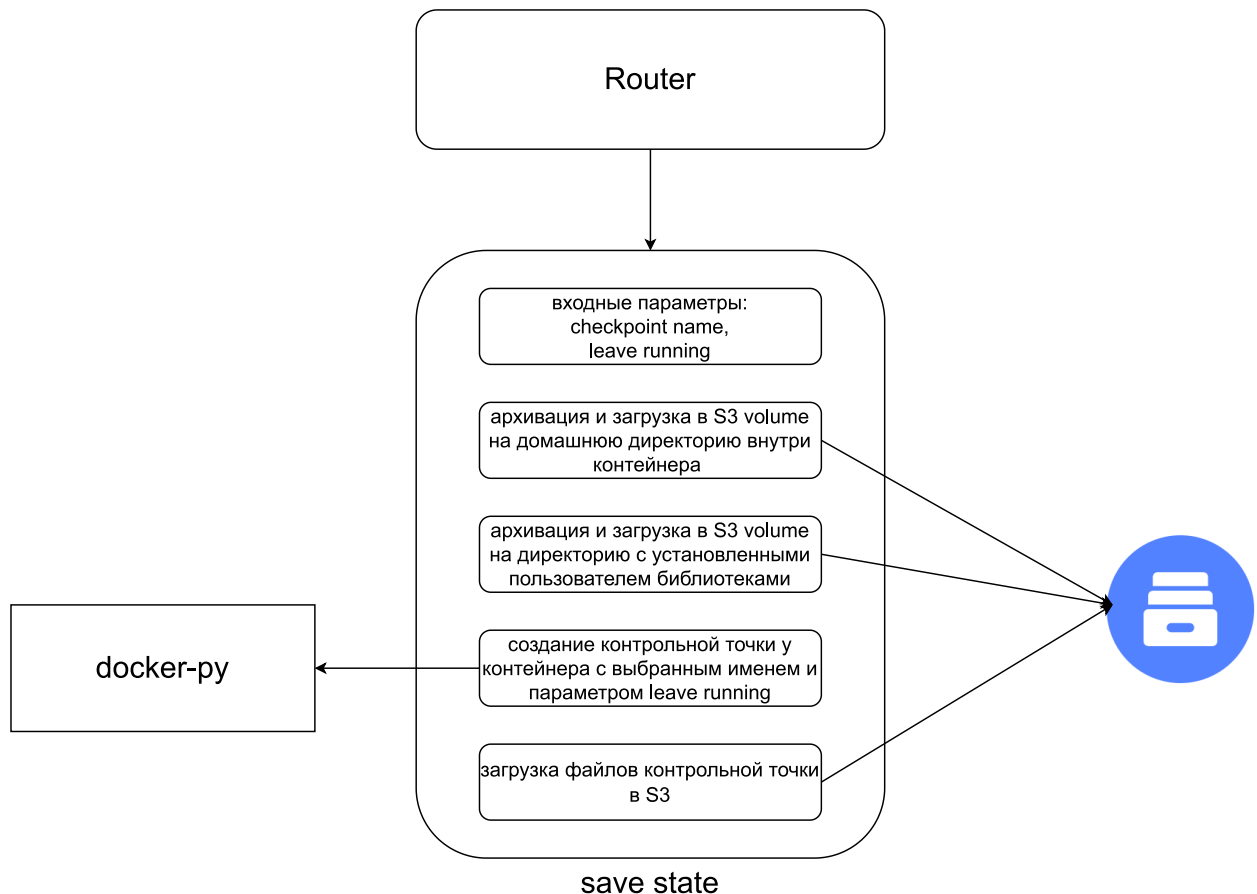 Router
входные параметры:
checkpoint name,
leave running
архивация и загрузка в S3 volume
на домашнюю директорию внутри
контейнера
архивация и загрузка в S3 volume
на директорию с установленными
пользователем библиотеками
docker-py
создание контрольной точки у
контейнера с выбранным именем и
параметром leave running
загрузка файлов контрольной точки
в S3
save state